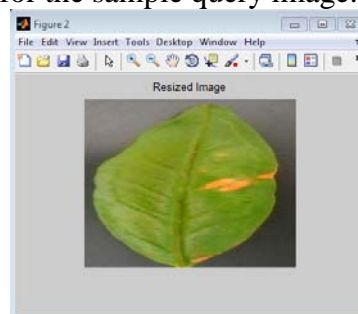 for the sample query image.
Figure 2
File Edit View Insert Tools Desktop Window Help
Resized Image